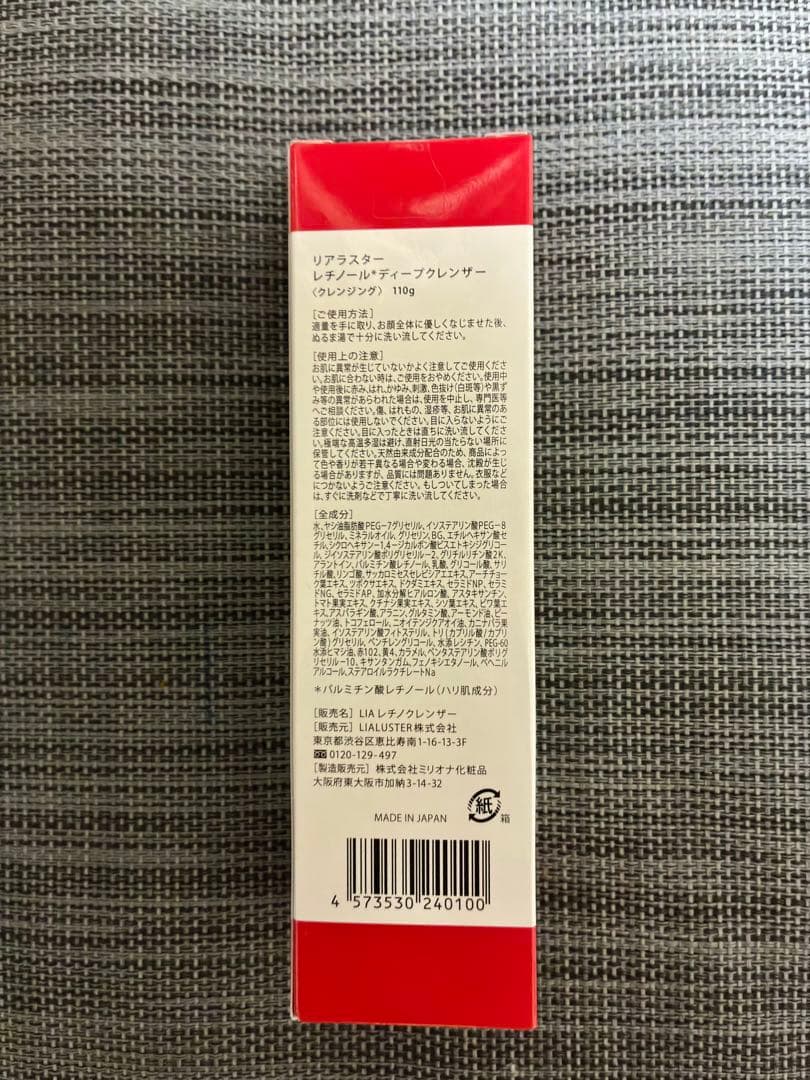 リアラスター
レチノール*ディープクレンザー
〈クレンジング〉 110g
[ご使用方法]
適量を手に取り、お顔全体に優しくなじませた後、
ぬるま湯で十分に洗い流してください。
[使用上の注意]
お肌に異常が生じていないかよく注意してご使用くださ
い。お肌に合わない時は、ご使用をおやめください。使用中
や使用後に赤み、はれ、かゆみ、刺激、色抜け(白斑等)や黒ず
み等の異常があらわれた場合は、使用を中止し、専門医等
へご相談ください。傷、はれもの、湿疹等、お肌に異常のあ
る部位には使用しないでください。目に入らないようにご
注意ください。目に入ったときは直ちに洗い流してくださ
い。極端な高温多湿は避け、直射日光の当たらない場所に
保管してください。天然由来成分配合のため、商品によっ
て色や香りが若干異なる場合や変わる場合、沈殿が生じ
る場合がありますが、品質には問題ありません。衣服など
につかないようご注意ください。もしついてしまった場合
は、すぐに洗剤などで丁寧に洗い流してください。
[全成分]
水、ヤシ油脂肪酸PEG-7グリセリル、イソステアリン酸PEG-8
グリセリル、ミネラルオイル、グリセリン、BG、エチルヘキサン酸セ
チル、シクロヘキサン-1,4-ジカルボン酸ビスエトキシジグリコー
ル、ジイソステアリン酸ポリグリセリル-2、グリチルリチン酸2K、
アラントイン、パルミチン酸レチノール、乳酸、グリコール酸、サリ
チル酸、リンゴ酸、サッカロミセスセレビシアエエキス、アーチチョー
ク葉エキス、ツボクサエキス、ドクダミエキス、セラミドNP、セラミ
ドNG、セラミドAP、加水分解ヒアルロン酸、アスタキサンチン、
トマト果実エキス、クチナシ果実エキス、シソ葉エキス、ビワ葉エ
キス、アスパラギン酸、アラニン、グルタミン酸、アーモンド油、ピー
ナッツ油、トコフェロール、ニオイテンジクアオイ油、カニナバラ果
実油、イソステアリン酸フィトステリル、トリ(カプリル酸/カプリ
ン酸)グリセリル、ペンチレングリコール、水添レシチン、PEG-60
水添ヒマシ油、赤102、黄4、カラメル、ペンタステアリン酸ポリグ
リセリル-10、キサンタンガム、フェノキシエタノール、ベヘニル
アルコール、ステアロイルラクチレートNa
*パルミチン酸レチノール(ハリ肌成分)
[販売名] LIA レチノクレンザー
[販売元] LIALUSTER株式会社
東京都渋谷区恵比寿南1-16-13-3F
0120-129-497
[製造販売元] 株式会社ミリオナ化粧品
大阪府東大阪市加納3-14-32
紙
箱
MADE IN JAPAN
4 573530 240100